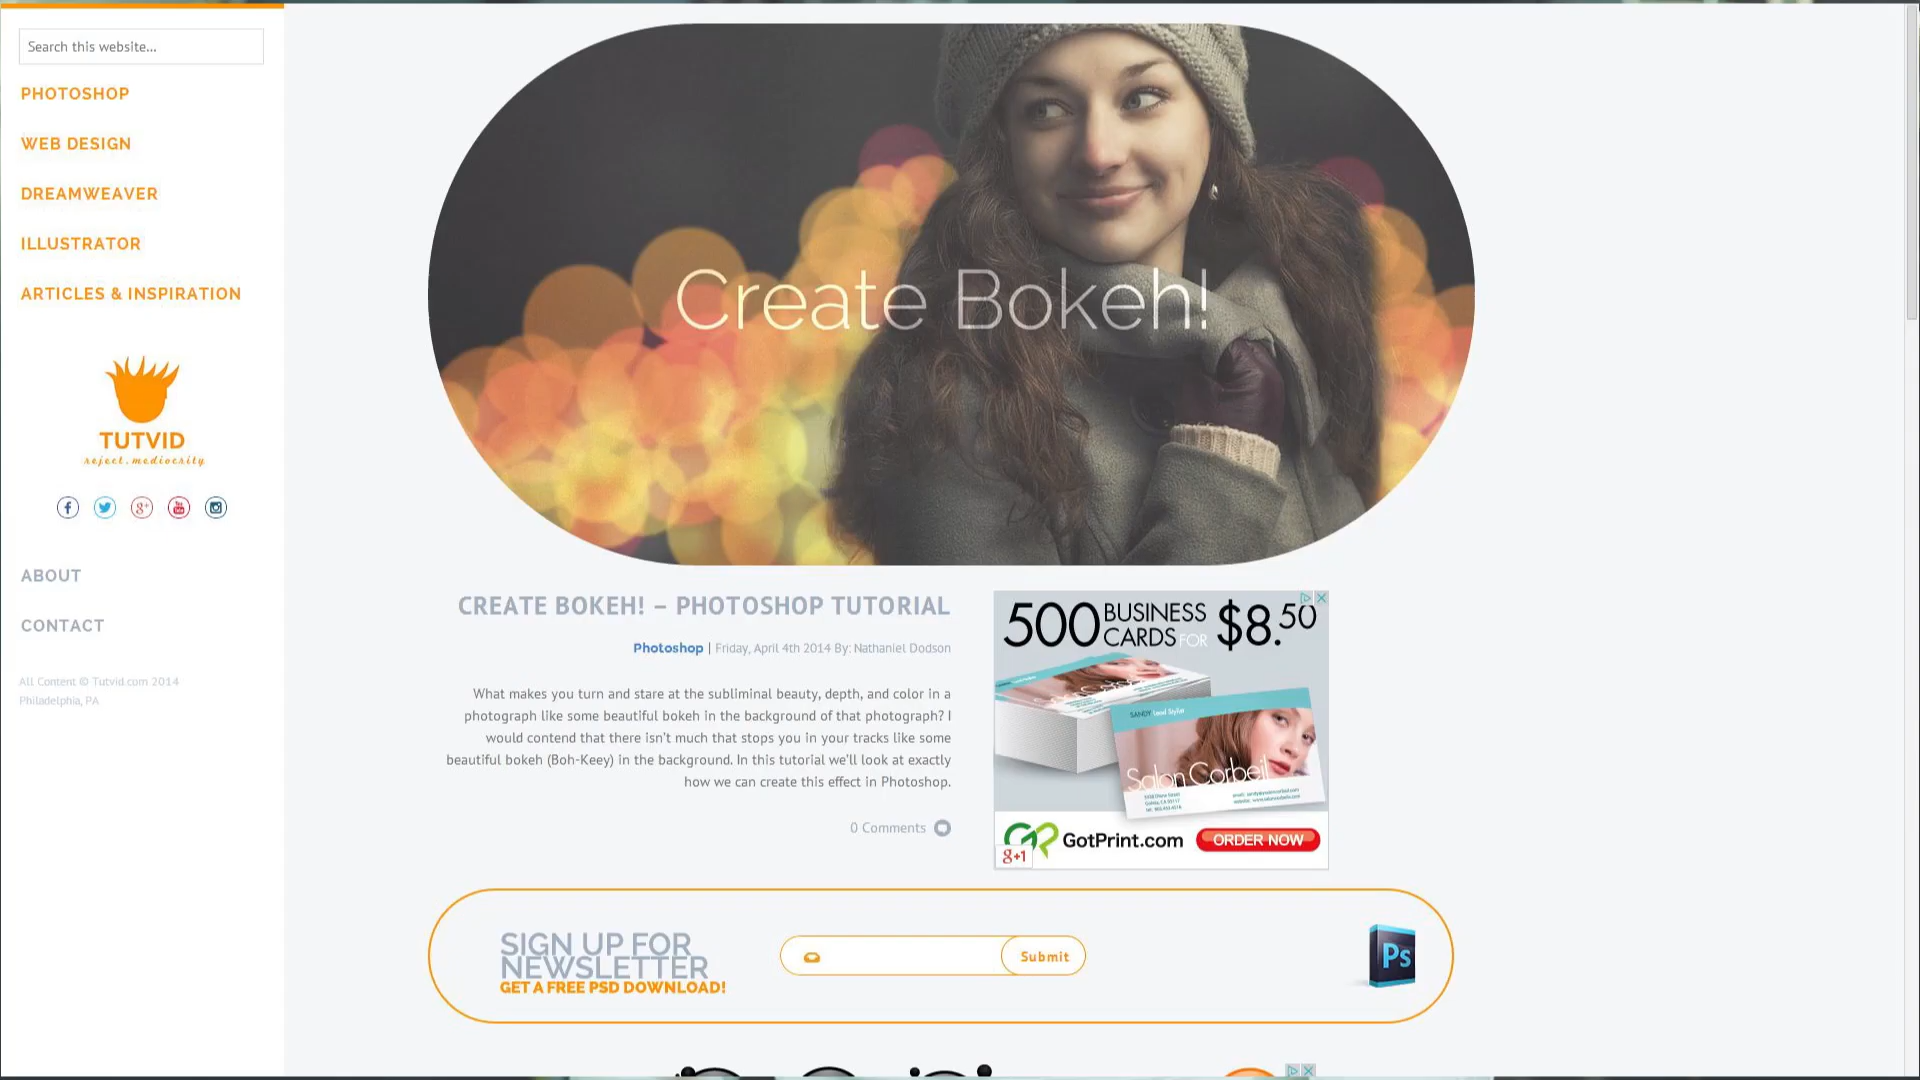 Search this website...
PHOTOSHOP
WEB DESIGN
DREAMWEAVER
ILLUSTRATOR
ARTICLES & INSPIRATION
TUTVID
reject.mediocrity
ABOUT
CONTACT
All Content © Tutvid.com 2014
Philadelphia, PA
Create Bokeh!
CREATE BOKEH! – PHOTOSHOP TUTORIAL
Photoshop | Friday, April 4th 2014 By: Nathaniel Dodson
What makes you turn and stare at the subliminal beauty, depth, and color in a
photograph like some beautiful bokeh in the background of that photograph? I
would contend that there isn't much that stops you in your tracks like some
beautiful bokeh (Boh-Keey) in the background. In this tutorial we'll look at exactly
how we can create this effect in Photoshop.
0 Comments
500 BUSINESS CARDS FOR $8.50
SANDY Lead Stylist
Salon Corbeil
GotPrint.com
ORDER NOW
g+1
SIGN UP FOR
NEWSLETTER
GET A FREE PSD DOWNLOAD!
Submit
Ps